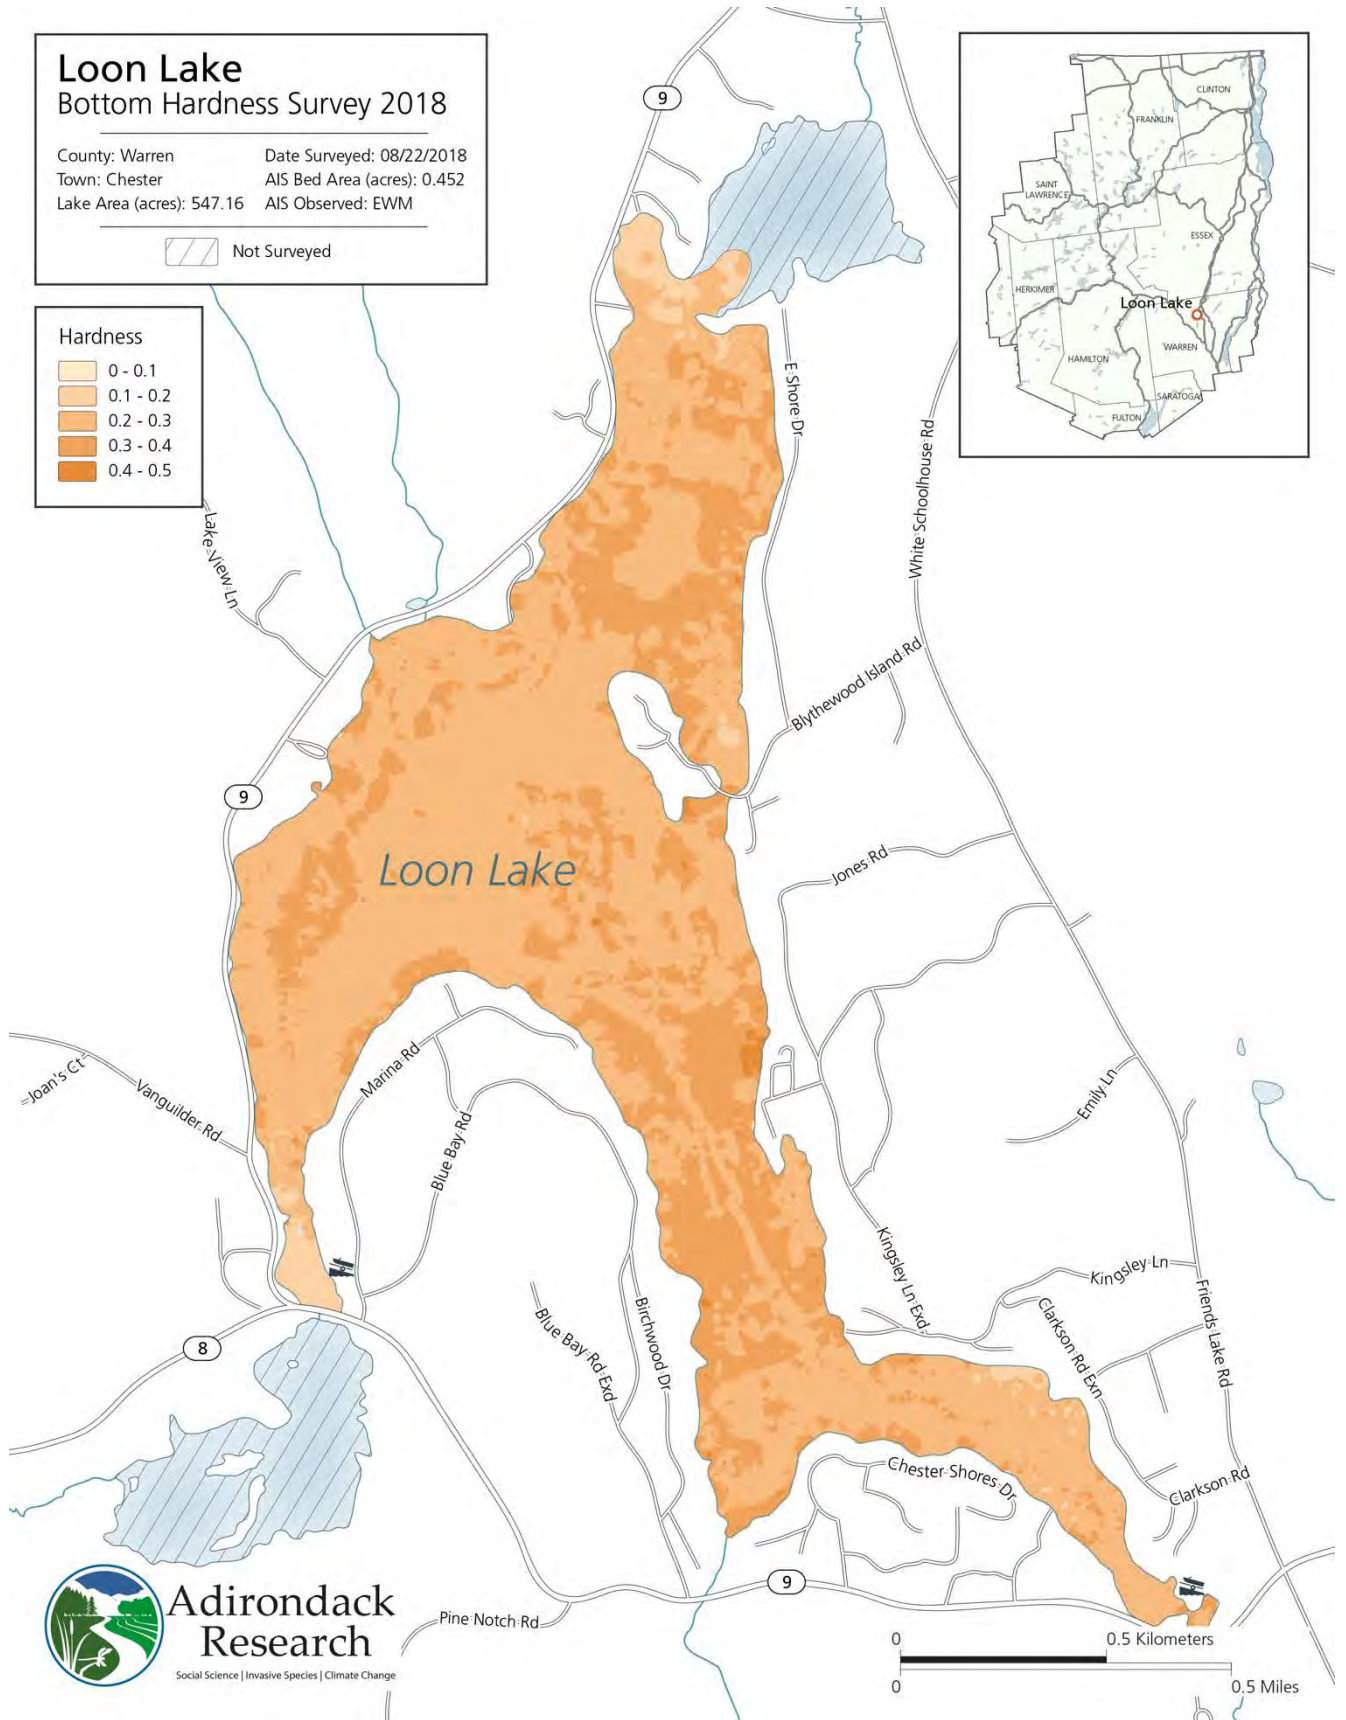 Loon Lake
Bottom Hardness Survey 2018
County: Warren
Date Surveyed: 08/22/2018
Town: Chester
AIS Bed Area (acres): 0.452
Lake Area (acres): 547.16
AIS Observed: EWM
Not Surveyed
Hardness
0 - 0.1
0.1 - 0.2
0.2 - 0.3
0.3 - 0.4
0.4 - 0.5
CLINTON
FRANKLIN
SAINT
LAWRENCE
ESSEX
HERKIMER
Loon Lake
WARREN
HAMILTON
SARATOGA
FULTON
9
E Shore Dr
White Schoolhouse Rd
Lake View Ln
Blythewood Island Rd
9
Loon Lake
Jones Rd
Joan's Ct
Vanguilder Rd
Marina Rd
Blue Bay Rd
Emily Ln
Kingsley Ln Exd
Kingsley Ln
Friends Lake Rd
Clarkson Rd Exn
8
Blue Bay Rd Exd
Birchwood Dr
Chester Shores Dr
Clarkson Rd
9
Pine Notch Rd
Adirondack
Research
Social Science | Invasive Species | Climate Change
0
0.5 Kilometers
0
0.5 Miles